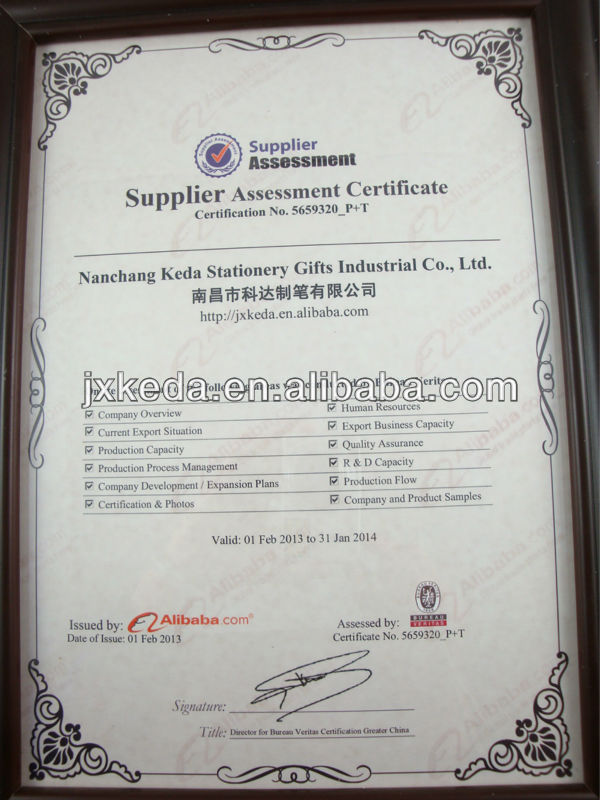 Supplier
Assessment
Supplier Assessment Certificate
Certification No. 5659320_P+T
Nanchang Keda Stationery Gifts Industrial Co., Ltd.
南昌市科达制笔有限公司
http://jxkeda.en.alibaba.com
jxkeda.en.alibaba.com
Company Overview
Current Export Situation
Production Capacity
Production Process Management
Company Development / Expansion Plans
Certification & Photos
Human Resources
Export Business Capacity
Quality Assurance
R & D Capacity
Production Flow
Company and Product Samples
Valid: 01 Feb 2013 to 31 Jan 2014
Issued by: Alibaba.com®
Date of Issue: 01 Feb 2013
Assessed by: BUREAU VERITAS
Certificate No. 5659320_P+T
Signature:
Title: Director for Bureau Veritas Certification Greater China